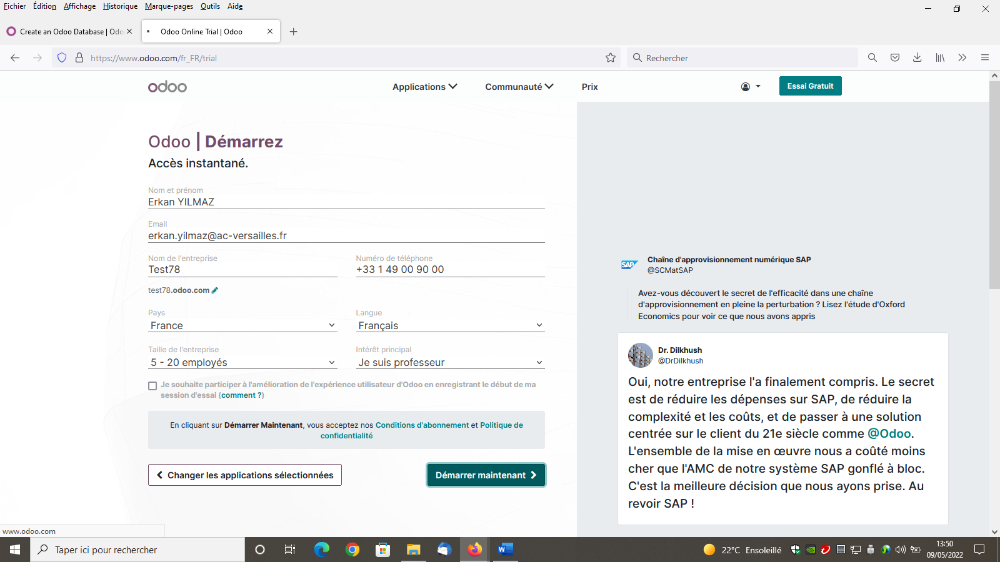 Fichier Édition Affichage Historique Marque-pages Outils Aide
Create an Odoo Database | Odo
Odoo Online Trial | Odoo
https://www.odoo.com/fr_FR/trial
Rechercher
odoo
Applications
Communauté
Prix
Essai Gratuit
Odoo | Démarrez
Accès instantané.
Nom et prénom
Erkan YILMAZ
Email
erkan.yilmaz@ac-versailles.fr
Nom de l'entreprise
Numéro de téléphone
Test78
+33 1 49 00 90 00
test78.odoo.com
Pays
Langue
France
Français
Taille de l'entreprise
Intérêt principal
5 - 20 employés
Je suis professeur
Je souhaite participer à l'amélioration de l'expérience utilisateur d'Odoo en enregistrant le début de ma
session d'essai (comment ?)
En cliquant sur Démarrer Maintenant, vous acceptez nos Conditions d'abonnement et Politique de
confidentialité
Changer les applications sélectionnées
Démarrer maintenant
SAP
Chaîne d'approvisionnement numérique SAP
@SCMatSAP
Avez-vous découvert le secret de l'efficacité dans une chaîne
d'approvisionnement en pleine la perturbation ? Lisez l'étude d'Oxford
Economics pour voir ce que nous avons appris
Dr. Dilkhush
@DrDilkhush
Oui, notre entreprise l'a finalement compris. Le secret
est de réduire les dépenses sur SAP, de réduire la
complexité et les coûts, et de passer à une solution
centrée sur le client du 21e siècle comme @Odoo.
L'ensemble de la mise en œuvre nous a coûté moins
cher que l'AMC de notre système SAP gonflé à bloc.
C'est la meilleure décision que nous ayons prise. Au
revoir SAP !
www.odoo.com
Taper ici pour rechercher
22°C Ensoleillé
13:50
09/05/2022